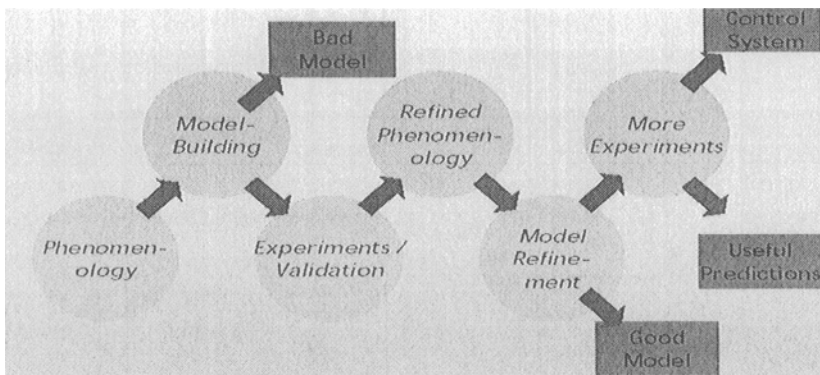 Phenomen-
ology
Model-
Building
Bad
Model
Experiments /
Validation
Refined
Phenomen-
ology
Model
Refine-
ment
Good
Model
More
Experiments
Control
System
Useful
Predictions